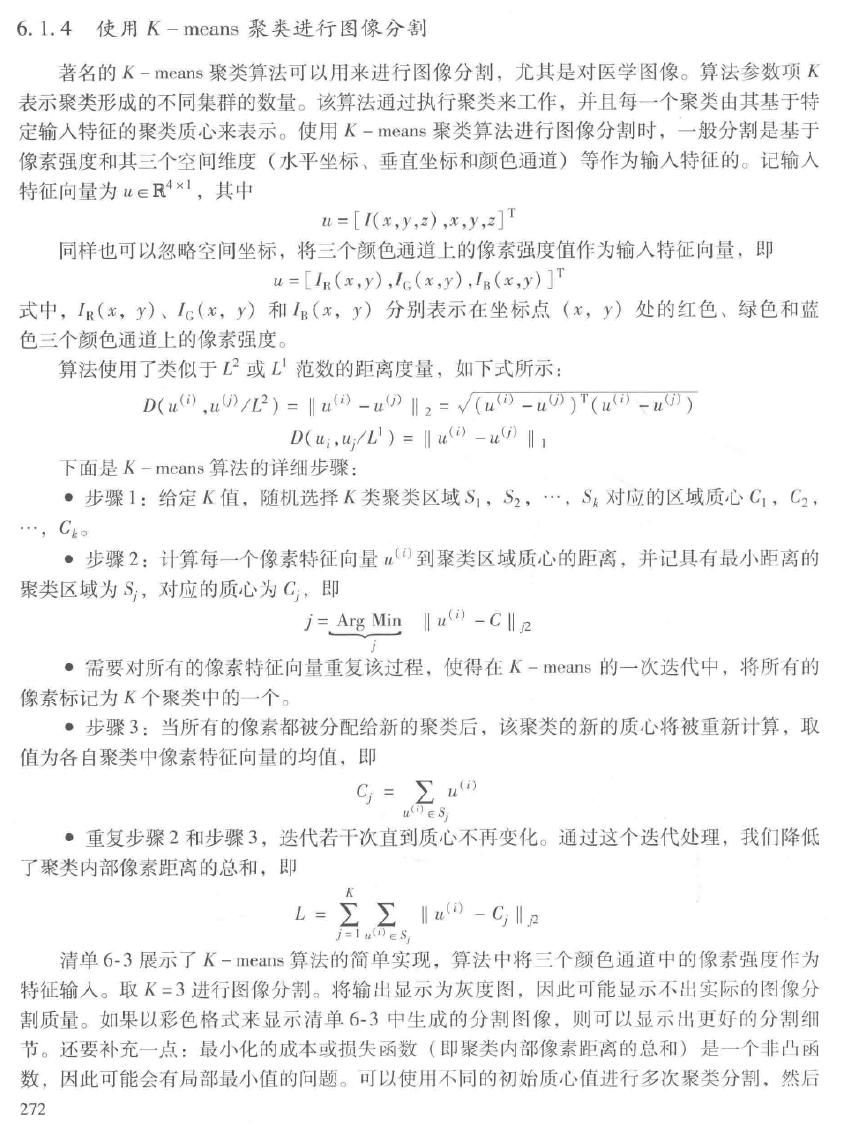 6.1.4 使用 K-means 聚类进行图像分割
著名的 K-means 聚类算法可以用来进行图像分割，尤其是对医学图像。算法参数项 K
表示聚类形成的不同集群的数量。该算法通过执行聚类来工作，并且每一个聚类由其基于特
定输入特征的聚类质心来表示。使用 K-means 聚类算法进行图像分割时，一般分割是基于
像素强度和其三个空间维度（水平坐标、垂直坐标和颜色通道）等作为输入特征的。记输入
特征向量为 u∈ℝ^{4×1}，其中
u=[I(x,y,z),x,y,z]^T
同样也可以忽略空间坐标，将三个颜色通道上的像素强度值作为输入特征向量，即
u=[I_R(x,y),I_G(x,y),I_B(x,y)]^T
式中，I_R(x, y)、I_G(x, y) 和 I_B(x, y) 分别表示在坐标点 (x, y) 处的红色、绿色和蓝
色三个颜色通道上的像素强度。
算法使用了类似于 L^2 或 L^1 范数的距离度量，如下式所示：
D(u^{(i)},u^{(j)}/L^2) = ‖u^{(i)}-u^{(j)}‖_2 = √((u^{(i)}-u^{(j)})^T(u^{(i)}-u^{(j)}))
D(u_i,u_j/L^1) = ‖u^{(i)}-u^{(j)}‖_1
下面是 K-means 算法的详细步骤：
● 步骤 1：给定 K 值，随机选择 K 类聚类区域 S_1，S_2，…，S_k 对应的区域质心 C_1，C_2，
…，C_k。
● 步骤 2：计算每一个像素特征向量 u^{(i)} 到聚类区域质心的距离，并记具有最小距离的
聚类区域为 S_j，对应的质心为 C_j，即
j = Arg Min ‖u^{(i)}-C‖_{j2}
j
● 需要对所有的像素特征向量重复该过程，使得在 K-means 的一次迭代中，将所有的
像素标记为 K 个聚类中的一个。
● 步骤 3：当所有的像素都被分配给新的聚类后，该聚类的新的质心将被重新计算，取
值为各自聚类中像素特征向量的均值，即
C_j = ∑_{u^{(i)}∈S_j} u^{(i)}
● 重复步骤 2 和步骤 3，迭代若干次直到质心不再变化。通过这个迭代处理，我们降低
了聚类内部像素距离的总和，即
L = ∑_{j=1}^{K} ∑_{u^{(i)}∈S_j} ‖u^{(i)}-C_j‖_{j2}
清单 6-3 展示了 K-means 算法的简单实现，算法中将三个颜色通道中的像素强度作为
特征输入。取 K=3 进行图像分割。将输出显示为灰度图，因此可能显示不出实际的图像分
割质量。如果以彩色格式来显示清单 6-3 中生成的分割图像，则可以显示出更好的分割细
节。还要补充一点：最小化的成本或损失函数（即聚类内部像素距离的总和）是一个非凸函
数，因此可能会有局部最小值的问题。可以使用不同的初始质心值进行多次聚类分割，然后
272